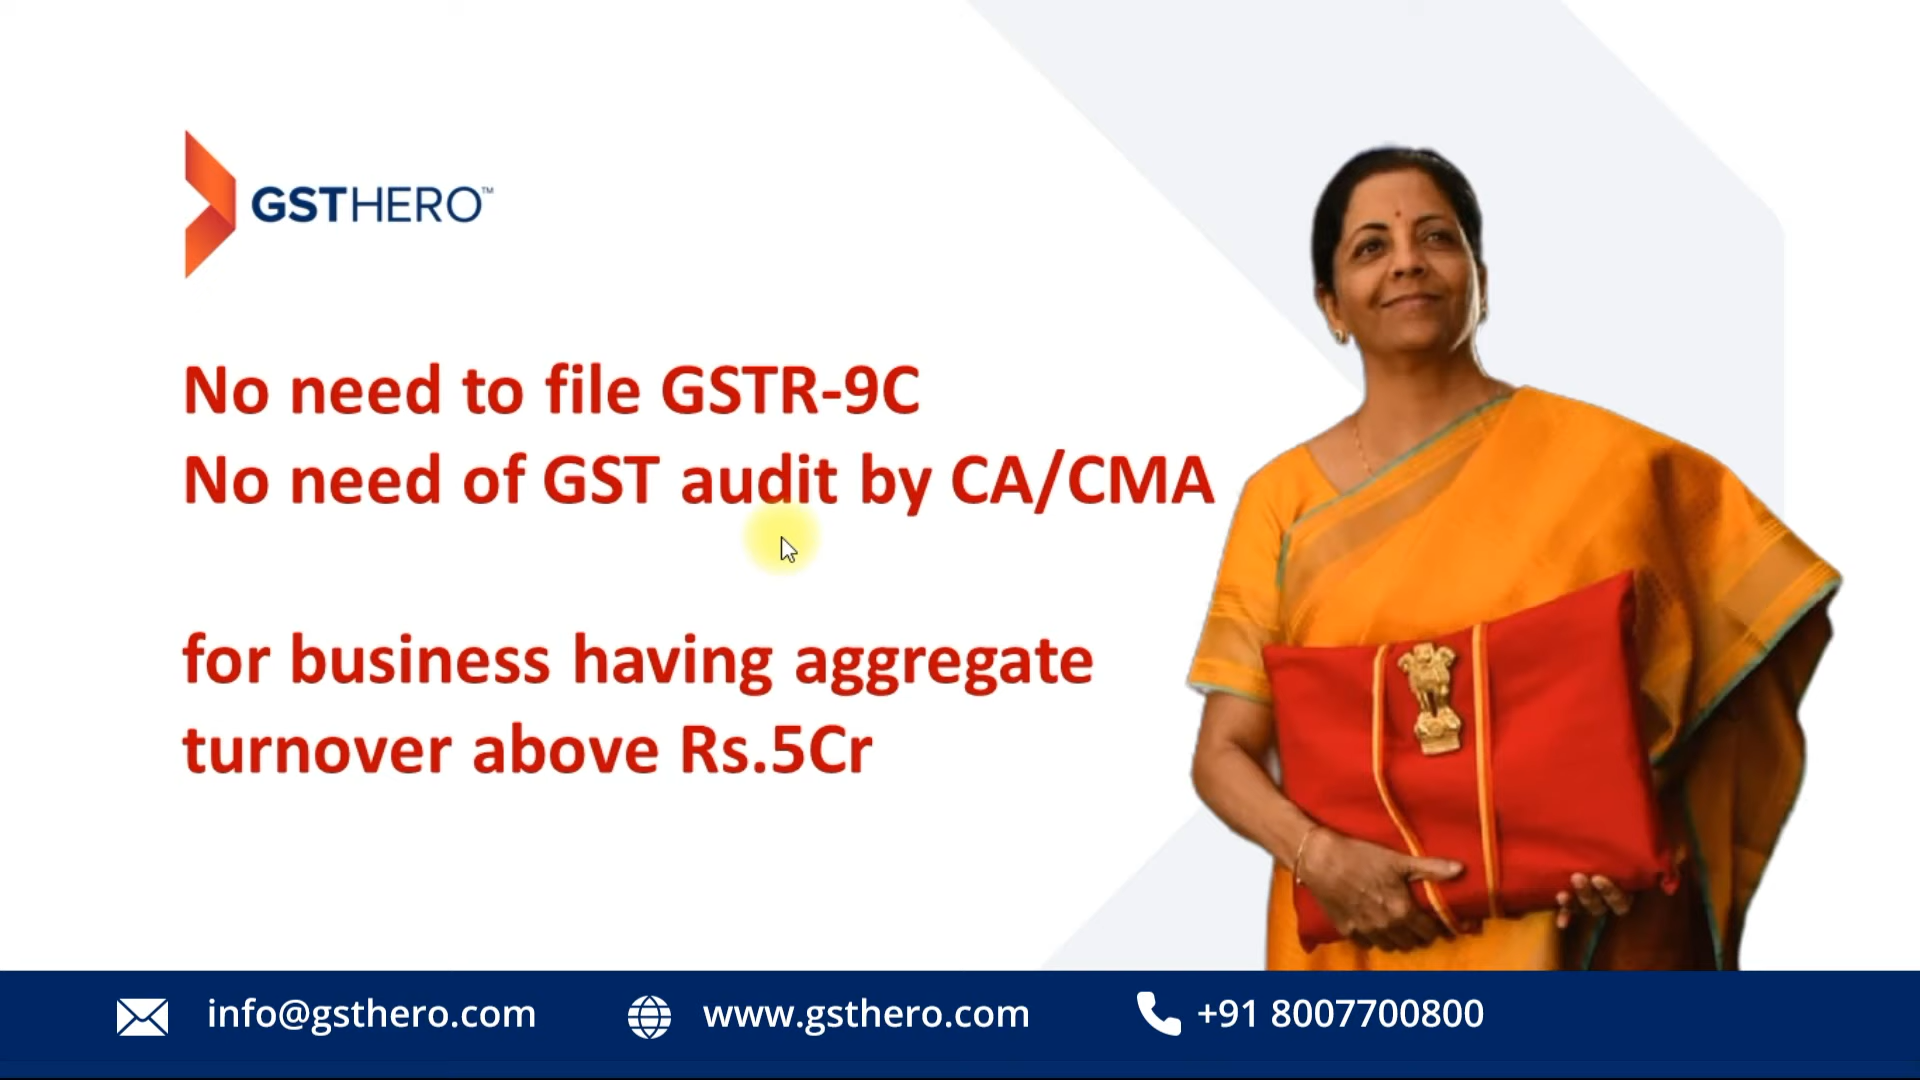 GSTHERO™
No need to file GSTR-9C
No need of GST audit by CA/CMA
for business having aggregate
turnover above Rs.5Cr
info@gsthero.com www.gsthero.com +91 8007700800